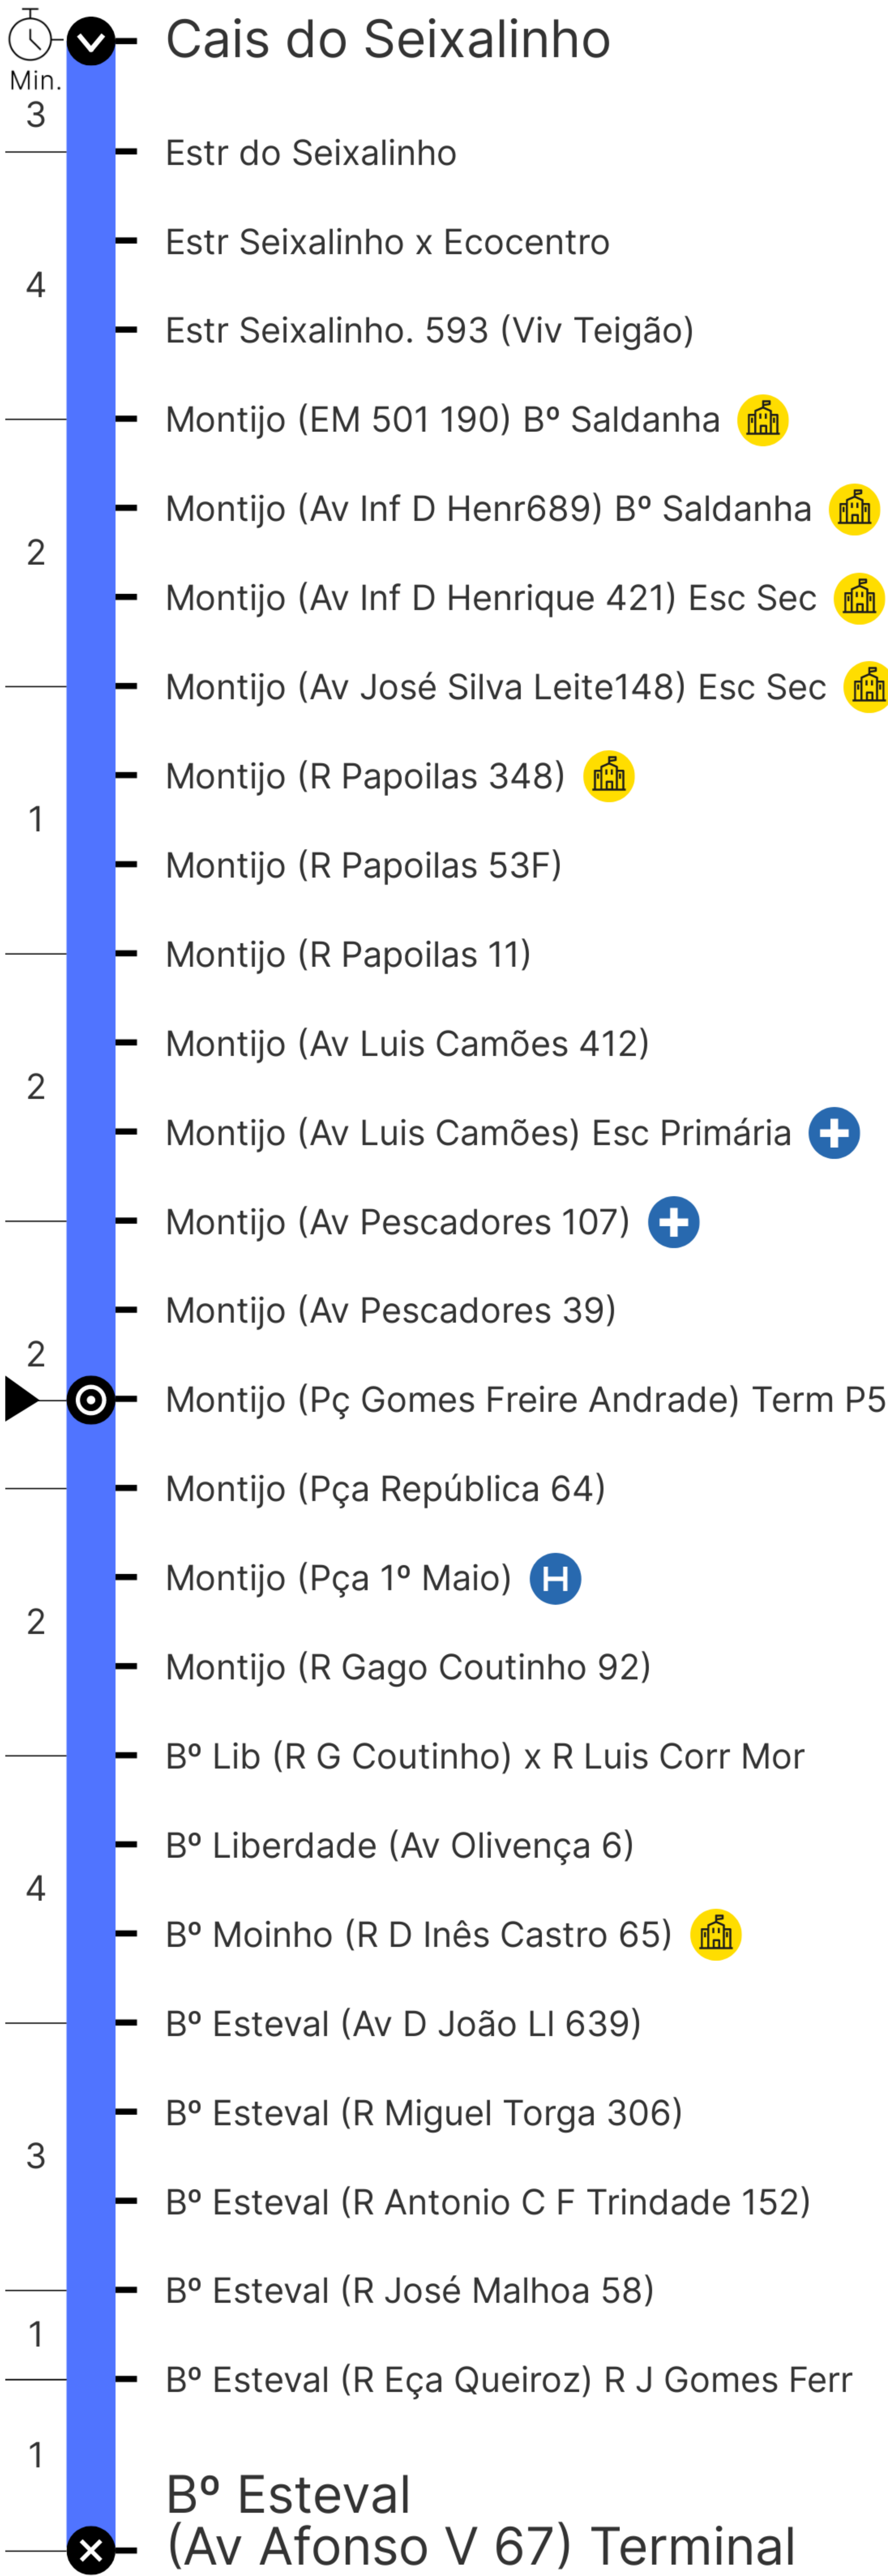 Cais do Seixalinho
Min.
3
Estr do Seixalinho
Estr Seixalinho x Ecocentro
4
Estr Seixalinho. 593 (Viv Teigão)
Montijo (EM 501 190) Bº Saldanha
Montijo (Av Inf D Henr689) Bº Saldanha
2
Montijo (Av Inf D Henrique 421) Esc Sec
Montijo (Av José Silva Leite148) Esc Sec
Montijo (R Papoilas 348)
1
Montijo (R Papoilas 53F)
Montijo (R Papoilas 11)
Montijo (Av Luis Camões 412)
2
Montijo (Av Luis Camões) Esc Primária
Montijo (Av Pescadores 107)
Montijo (Av Pescadores 39)
2
Montijo (Pç Gomes Freire Andrade) Term P5
Montijo (Pça República 64)
Montijo (Pça 1º Maio) H
2
Montijo (R Gago Coutinho 92)
Bº Lib (R G Coutinho) x R Luis Corr Mor
Bº Liberdade (Av Olivença 6)
4
Bº Moinho (R D Inês Castro 65)
Bº Esteval (Av D João LI 639)
Bº Esteval (R Miguel Torga 306)
3
Bº Esteval (R Antonio C F Trindade 152)
Bº Esteval (R José Malhoa 58)
1
Bº Esteval (R Eça Queiroz) R J Gomes Ferr
1
Bº Esteval
(Av Afonso V 67) Terminal